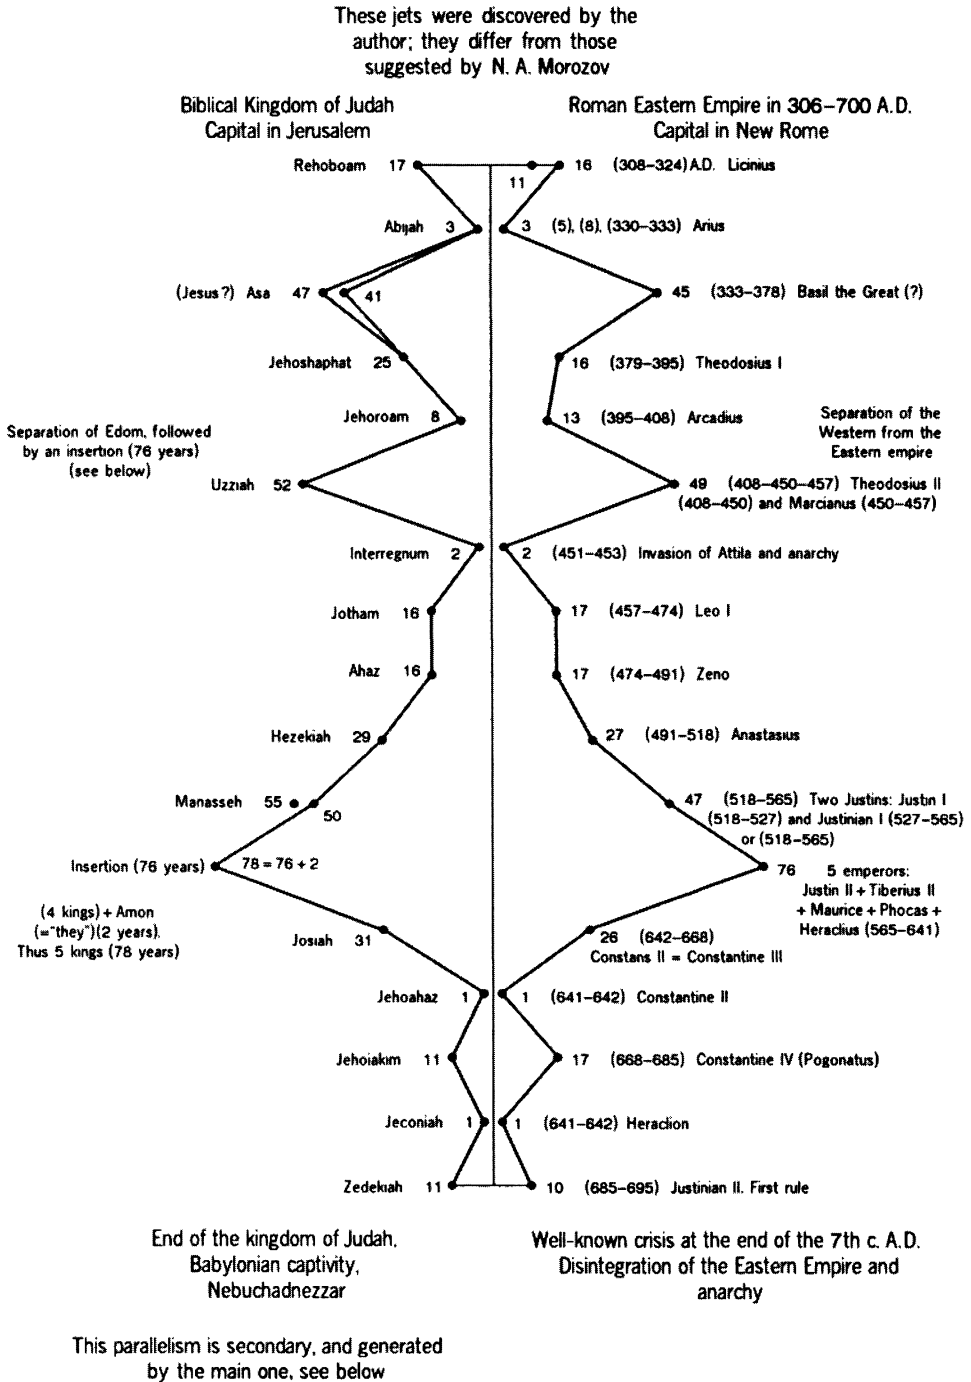 These jets were discovered by the
author; they differ from those
suggested by N. A. Morozov
Biblical Kingdom of Judah
Capital in Jerusalem
Roman Eastern Empire in 306–700 A.D.
Capital in New Rome
Rehoboam 17
11 16 (308–324) A.D. Licinius
Abijah 3
3 (5), (8), (330–333) Arius
(Jesus?) Asa 47 41
45 (333–378) Basil the Great (?)
Jehoshaphat 25
16 (379–395) Theodosius I
Jehoroam 8
13 (395–408) Arcadius
Separation of Edom, followed
by an insertion (76 years)
(see below)
Separation of the
Western from the
Eastern empire
Uzziah 52
49 (408–450–457) Theodosius II
(408–450) and Marcianus (450–457)
Interregnum 2
2 (451–453) Invasion of Attila and anarchy
Jotham 16
17 (457–474) Leo I
Ahaz 16
17 (474–491) Zeno
Hezekiah 29
27 (491–518) Anastasius
Manasseh 55 50
47 (518–565) Two Justins: Justin I
(518–527) and Justinian I (527–565)
or (518–565)
Insertion (76 years) 78 = 76 + 2
76 5 emperors:
Justin II + Tiberius II
+ Maurice + Phocas +
Heraclius (565–641)
(4 kings) + Amon
(="they")(2 years).
Thus 5 kings (78 years)
Josiah 31
26 (642–668)
Constans II = Constantine III
Jehoahaz 1
1 (641–642) Constantine II
Jehoiakim 11
17 (668–685) Constantine IV (Pogonatus)
Jeconiah 1
1 (641–642) Heraclion
Zedekiah 11
10 (685–695) Justinian II. First rule
End of the kingdom of Judah.
Babylonian captivity,
Nebuchadnezzar
Well-known crisis at the end of the 7th c. A.D.
Disintegration of the Eastern Empire and
anarchy
This parallelism is secondary, and generated
by the main one, see below